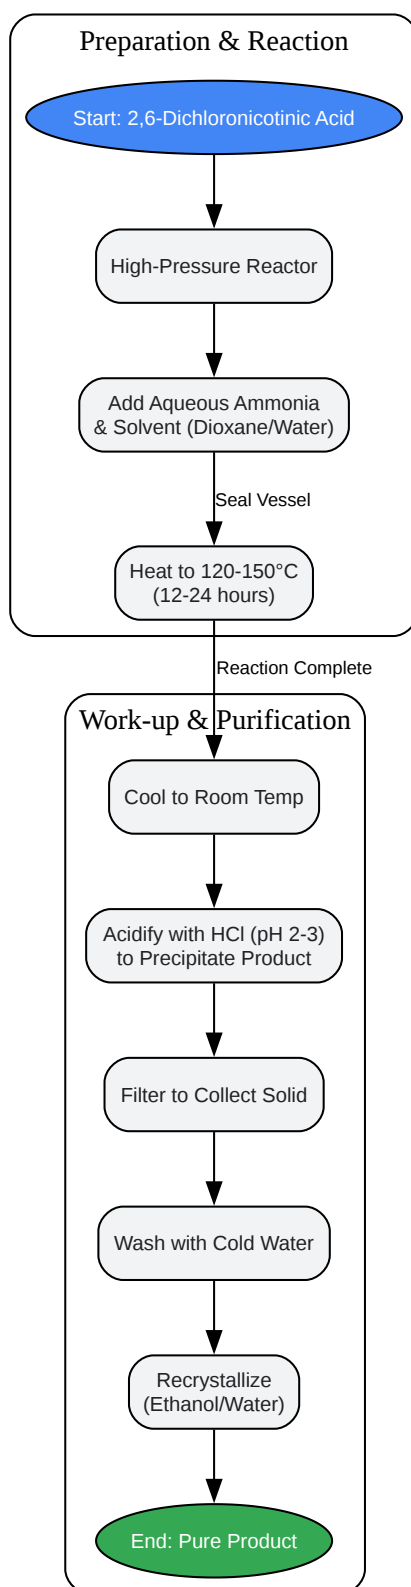 Preparation & Reaction
Start: 2,6-Dichloronicotinic Acid
High-Pressure Reactor
Add Aqueous Ammonia
& Solvent (Dioxane/Water)
Seal Vessel
Heat to 120-150°C
(12-24 hours)
Reaction Complete
Work-up & Purification
Cool to Room Temp
Acidify with HCl (pH 2-3)
to Precipitate Product
Filter to Collect Solid
Wash with Cold Water
Recrystallize
(Ethanol/Water)
End: Pure Product